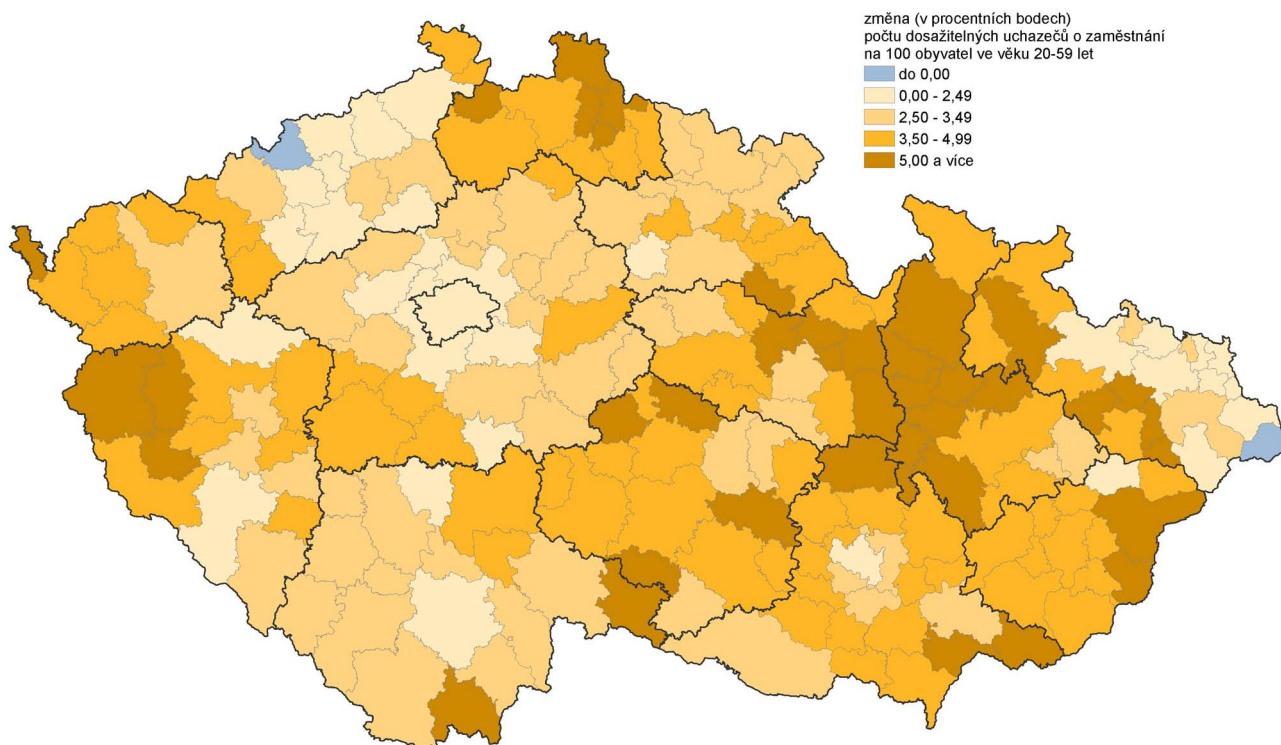 změna (v procentních bodech)
počtu dosažitelných uchazečů o zaměstnání
na 100 obyvatel ve věku 20-59 let
do 0,00
0,00 - 2,49
2,50 - 3,49
3,50 - 4,99
5,00 a více